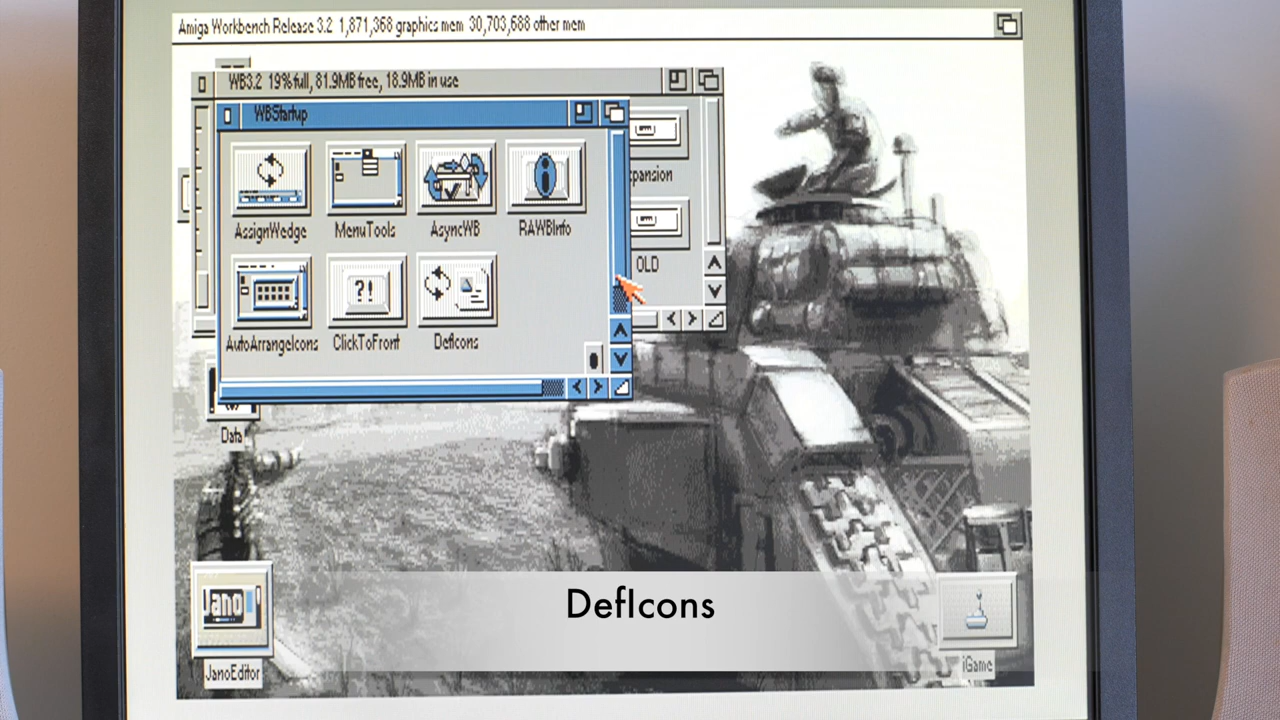 Amiga Workbench Release 3.2 1,871,368 graphics mem 30,703,688 other mem
WB3.2 19% full, 81.9MB free, 18.9MB in use
WBStartup
pansion
AssignWedge MenuTools AsyncWB RAWBInfo
OLD
AutoArrangeIcons ClickToFront DefIcons
?!
Data
Jano
DefIcons
JanoEditor
iGame